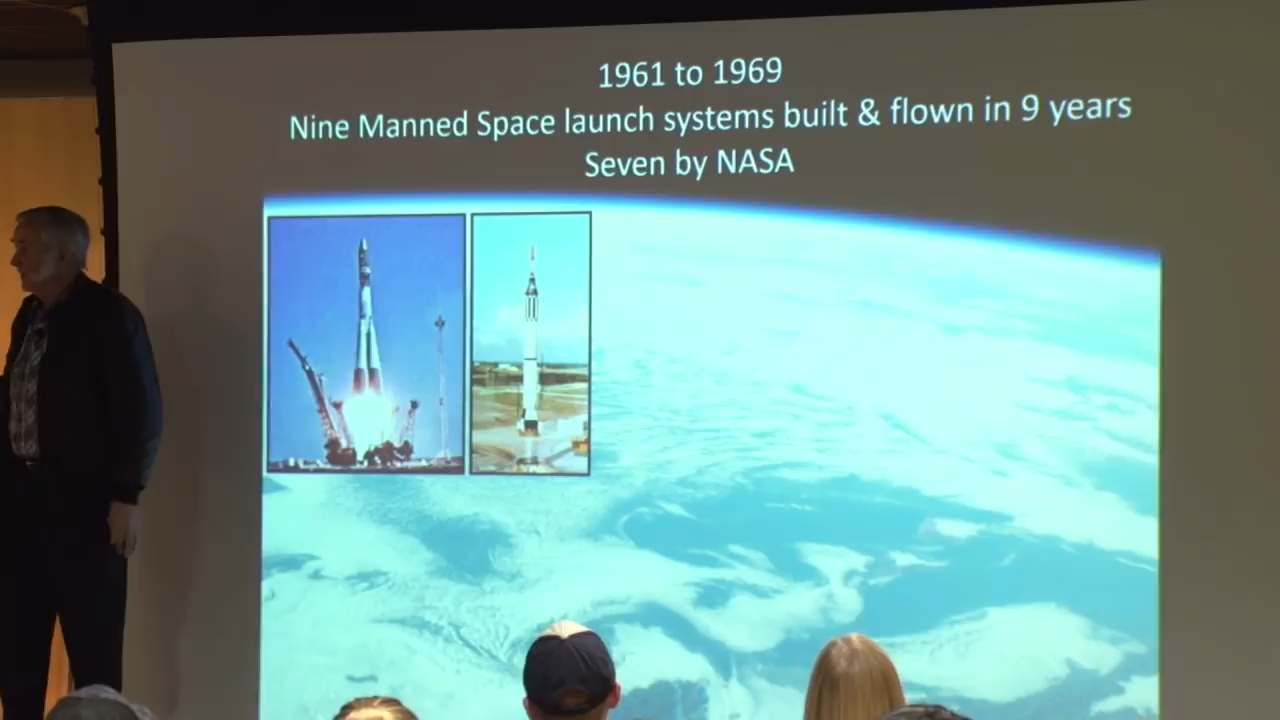 1961 to 1969
Nine Manned Space launch systems built & flown in 9 years
Seven by NASA